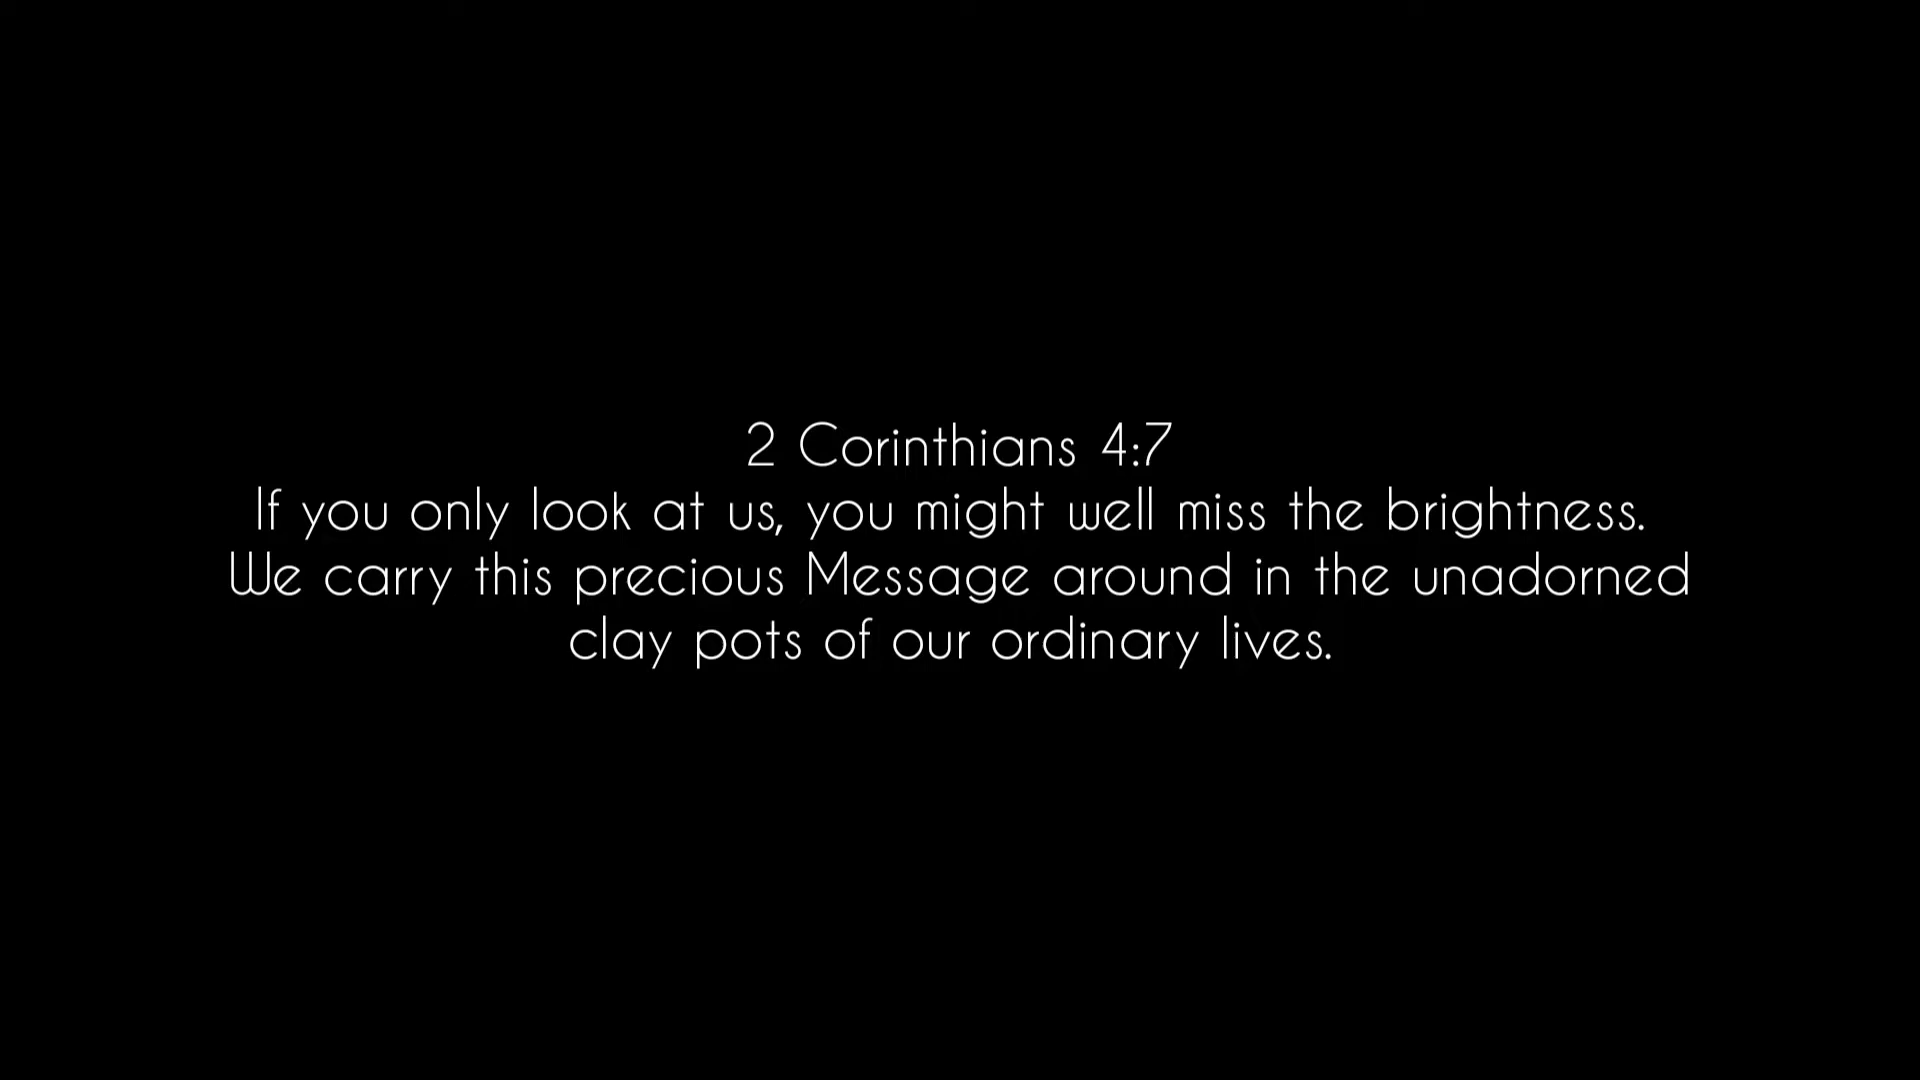 2 Corinthians 4:7
If you only look at us, you might well miss the brightness.
We carry this precious Message around in the unadorned
clay pots of our ordinary lives.